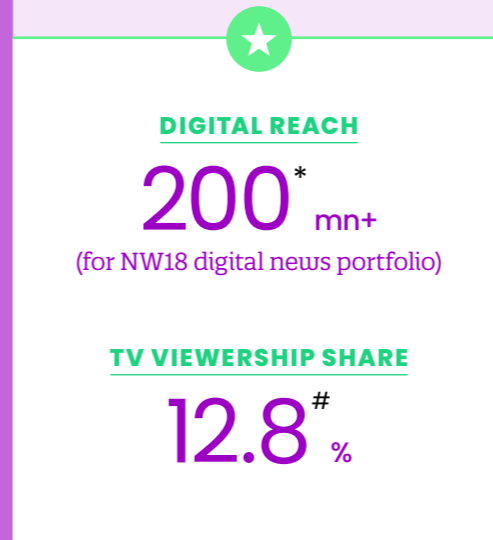 DIGITAL REACH
200* mn+
(for NW18 digital news portfolio)
TV VIEWERSHIP SHARE
12.8# %